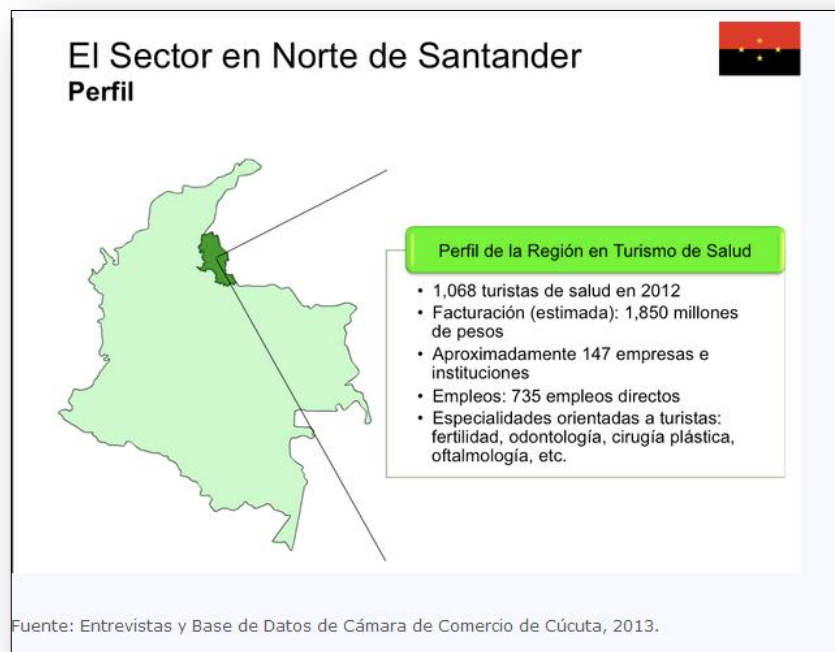 El Sector en Norte de Santander
Perfil
Perfil de la Región en Turismo de Salud
• 1,068 turistas de salud en 2012
• Facturación (estimada): 1,850 millones
de pesos
• Aproximadamente 147 empresas e
instituciones
• Empleos: 735 empleos directos
• Especialidades orientadas a turistas:
fertilidad, odontología, cirugía plástica,
oftalmología, etc.
Fuente: Entrevistas y Base de Datos de Cámara de Comercio de Cúcuta, 2013.